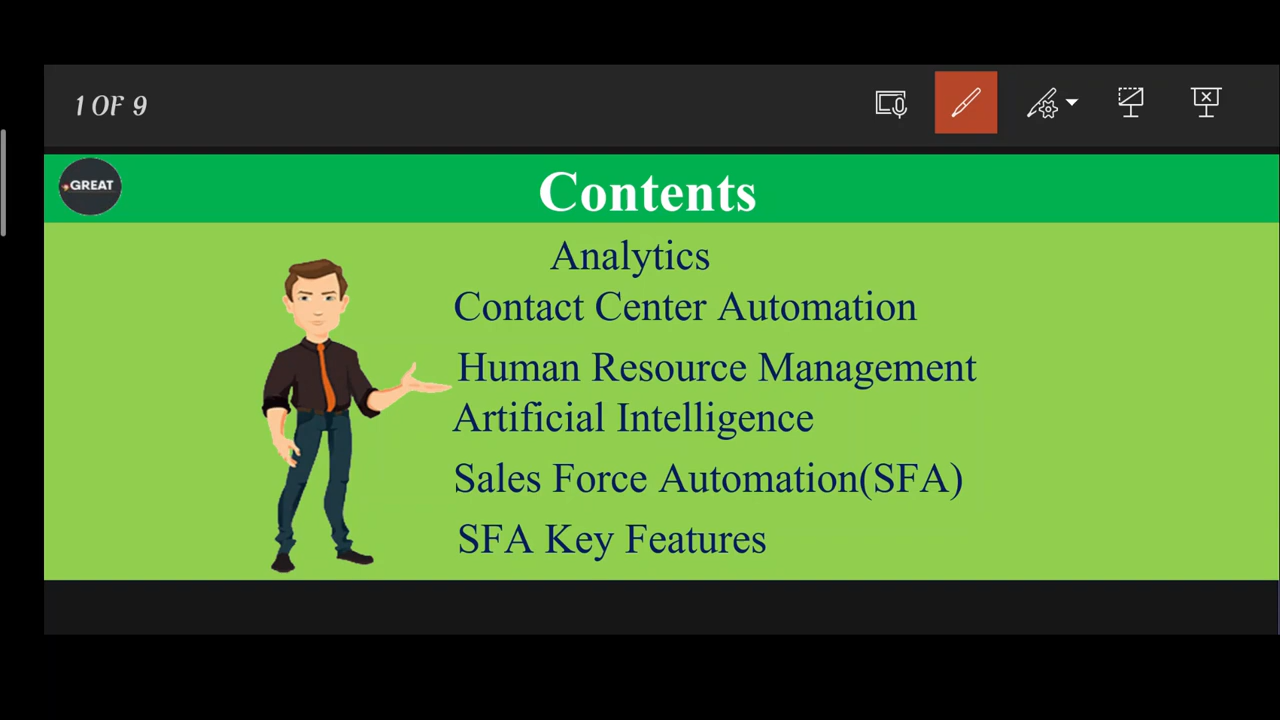 1 OF 9
GREAT
Contents
Analytics
Contact Center Automation
Human Resource Management
Artificial Intelligence
Sales Force Automation(SFA)
SFA Key Features